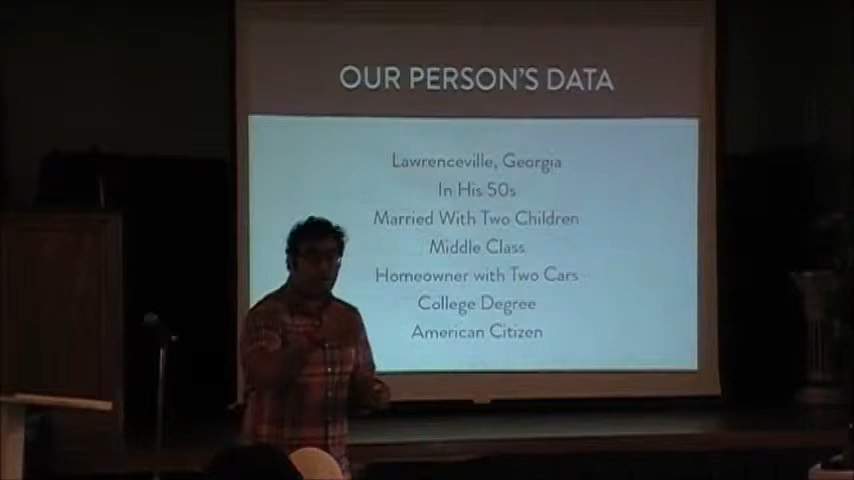 OUR PERSON'S DATA
Lawrenceville, Georgia
In His 50s
Married With Two Children
Middle Class
Homeowner with Two Cars
College Degree
American Citizen